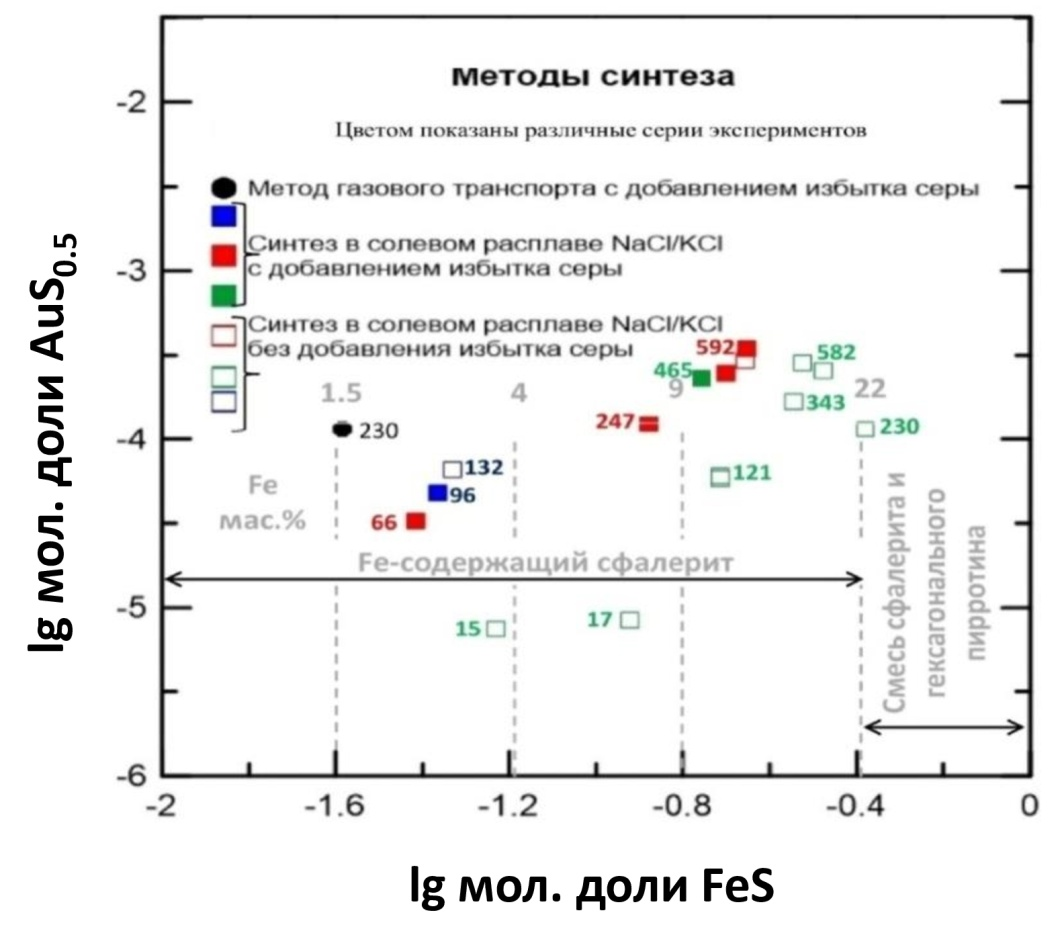 Методы синтеза
Цветом показаны различные серии экспериментов
Метод газового транспорта с добавлением избытка серы
Синтез в солевом расплаве NaCl/KCl
с добавлением избытка серы
Синтез в солевом расплаве NaCl/KCl
без добавления избытка серы
lg мол. доли AuS0.5
-2
-3
-4
-5
-6
592
582
465
1.5
4
9
22
343
247
230
230
132
121
96
66
Fe
мас.%
Fe-содержащий сфалерит
15
17
Смесь сфалерита и
гексагонального
пирротина
-2
-1.6
-1.2
-0.8
-0.4
0
lg мол. доли FeS